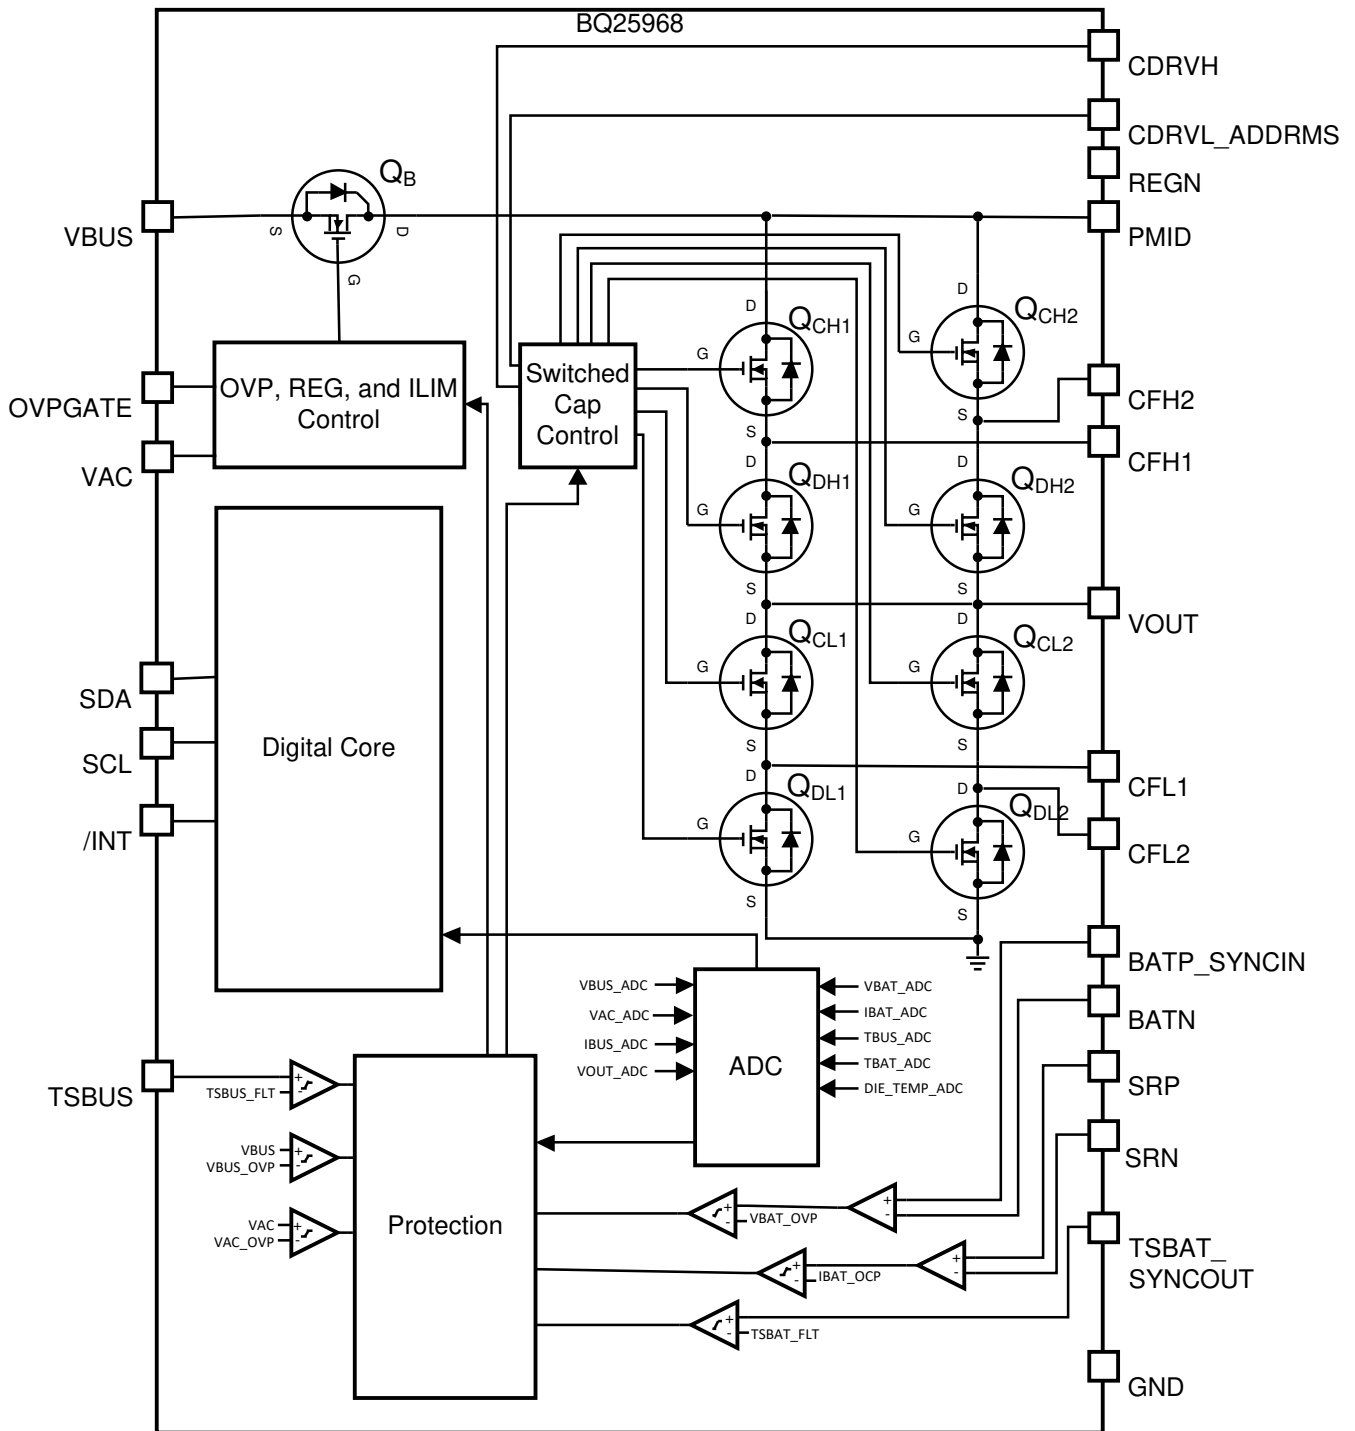 BQ25968
CDRVH
CDRVL_ADDRMS
REGN
PMID
CFH2
CFH1
VOUT
CFL1
CFL2
BATP_SYNCIN
BATN
SRP
SRN
TSBAT_
SYNCOUT
GND
VBUS
OVPGATE
VAC
SDA
SCL
/INT
TSBUS
QB
S
D
G
OVP, REG, and ILIM
Control
Switched
Cap
Control
Digital Core
D
QCH1
G
S
D
QCH2
G
S
D
QDH1
G
S
D
QDH2
G
S
D
QCL1
G
S
D
QCL2
G
S
D
QDL1
G
S
D
QDL2
G
S
VBUS_ADC
VAC_ADC
IBUS_ADC
VOUT_ADC
ADC
VBAT_ADC
IBAT_ADC
TBUS_ADC
TBAT_ADC
DIE_TEMP_ADC
+
TSBUS_FLT -
VBUS +
VBUS_OVP -
VAC +
VAC_OVP -
Protection
+
- VBAT_OVP
+
-
+
- IBAT_OCP
+
-
+
- TSBAT_FLT